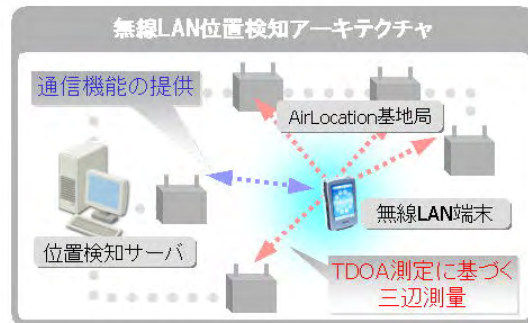 無線LAN位置検知アーキテクチャ
通信機能の提供
AirLocation基地局
無線LAN端末
位置検知サーバ
TDOA測定に基づく
三辺測量